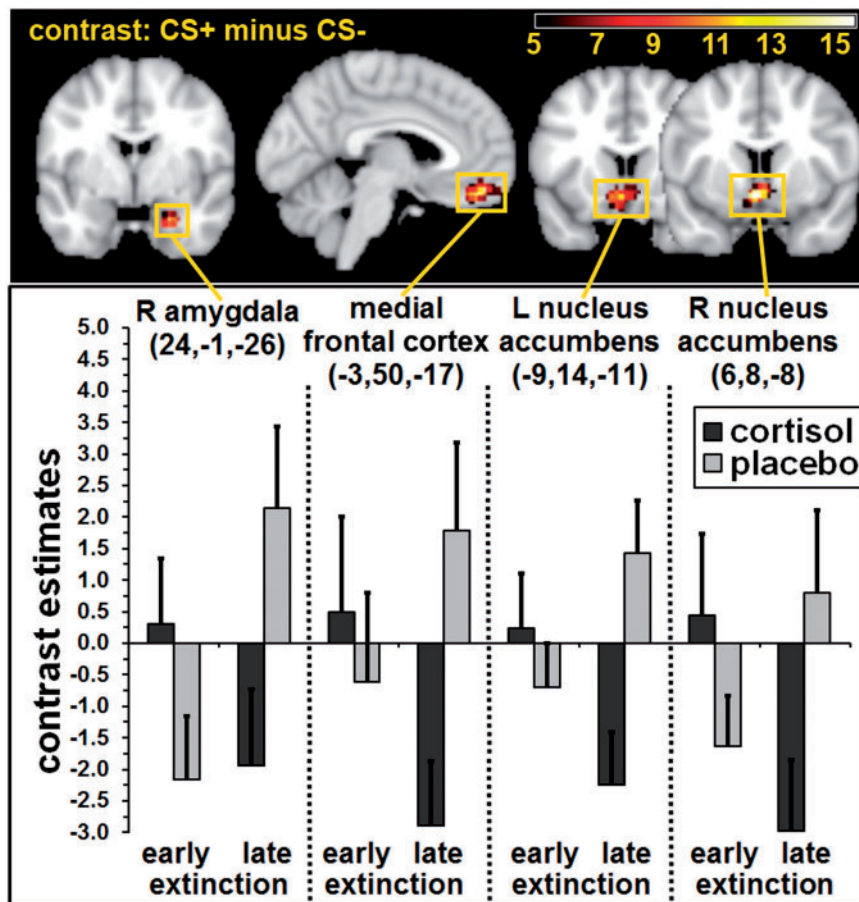 contrast: CS+ minus CS-
5 7 9 11 13 15
R amygdala
(24,-1,-26)
medial
frontal cortex
(-3,50,-17)
L nucleus
accumbens
(-9,14,-11)
R nucleus
accumbens
(6,8,-8)
cortisol
placebo
contrast estimates
5.0
4.5
4.0
3.5
3.0
2.5
2.0
1.5
1.0
0.5
0.0
-0.5
-1.0
-1.5
-2.0
-2.5
-3.0
early late
extinction
early late
extinction
early late
extinction
early late
extinction